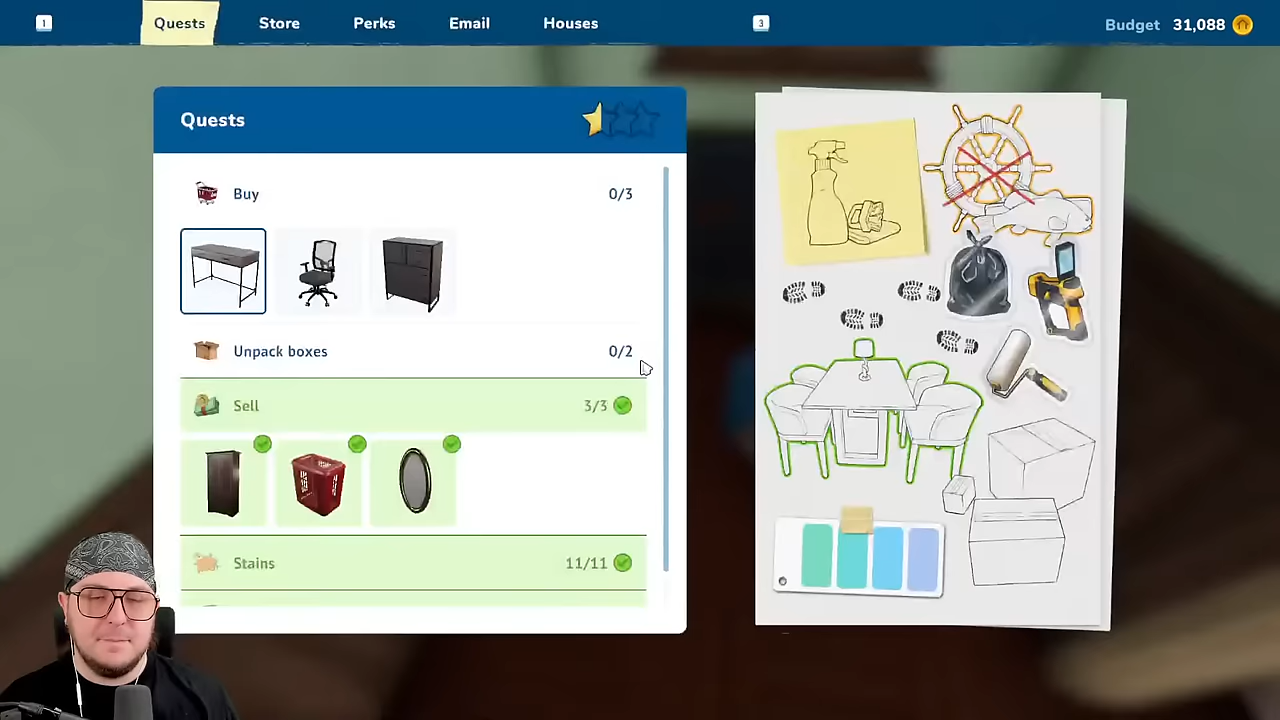 1 Quests Store Perks Email Houses 3 Budget 31,088
Quests
Buy 0/3
Unpack boxes 0/2
Sell 3/3
Stains 11/11